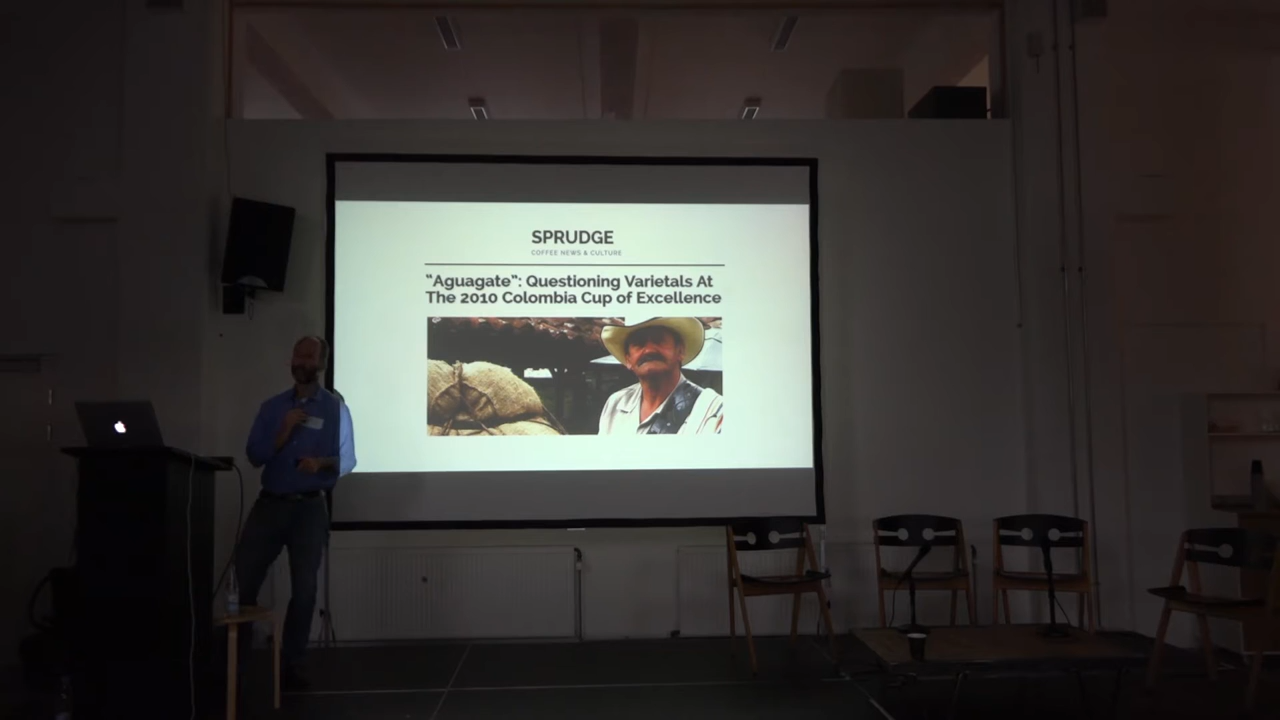 SPRUDGE
COFFEE NEWS & CULTURE
“Aguagate”: Questioning Varietals At
The 2010 Colombia Cup of Excellence